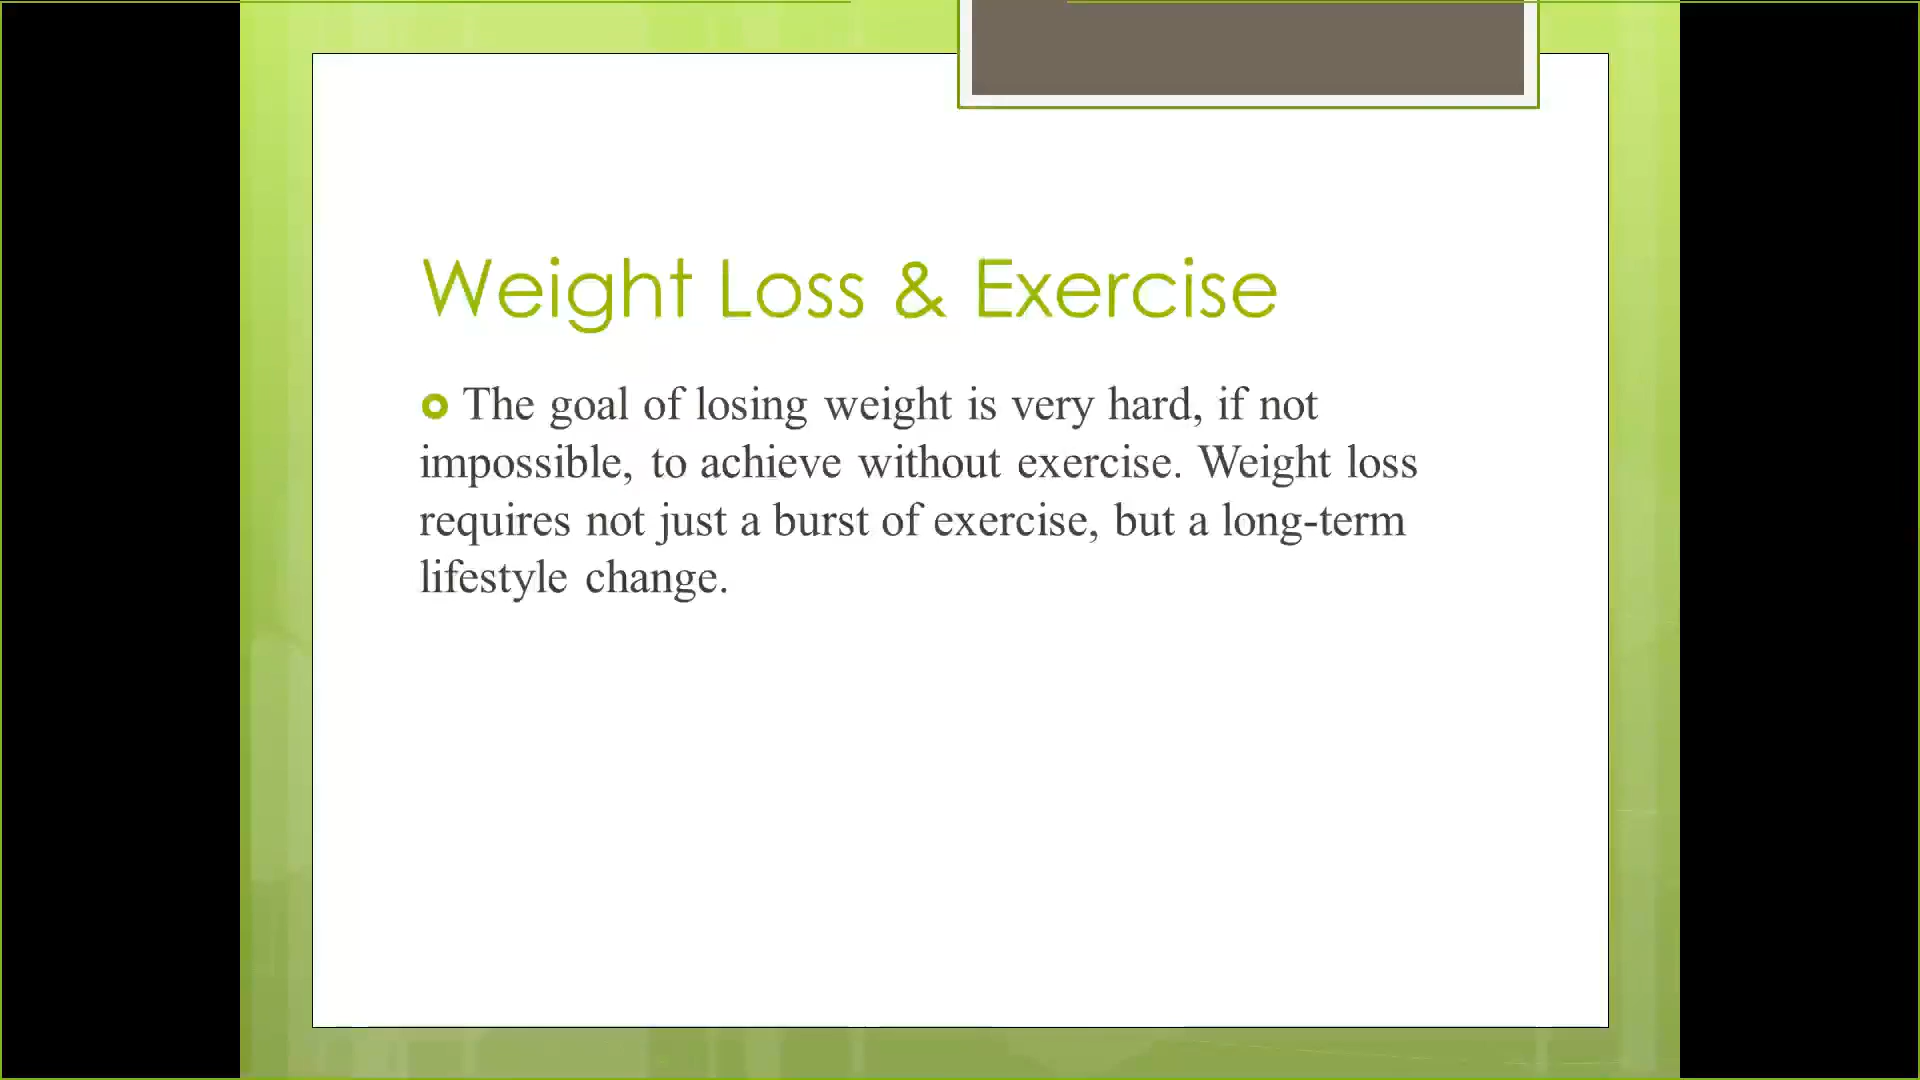 Weight Loss & Exercise
The goal of losing weight is very hard, if not
impossible, to achieve without exercise. Weight loss
requires not just a burst of exercise, but a long-term
lifestyle change.